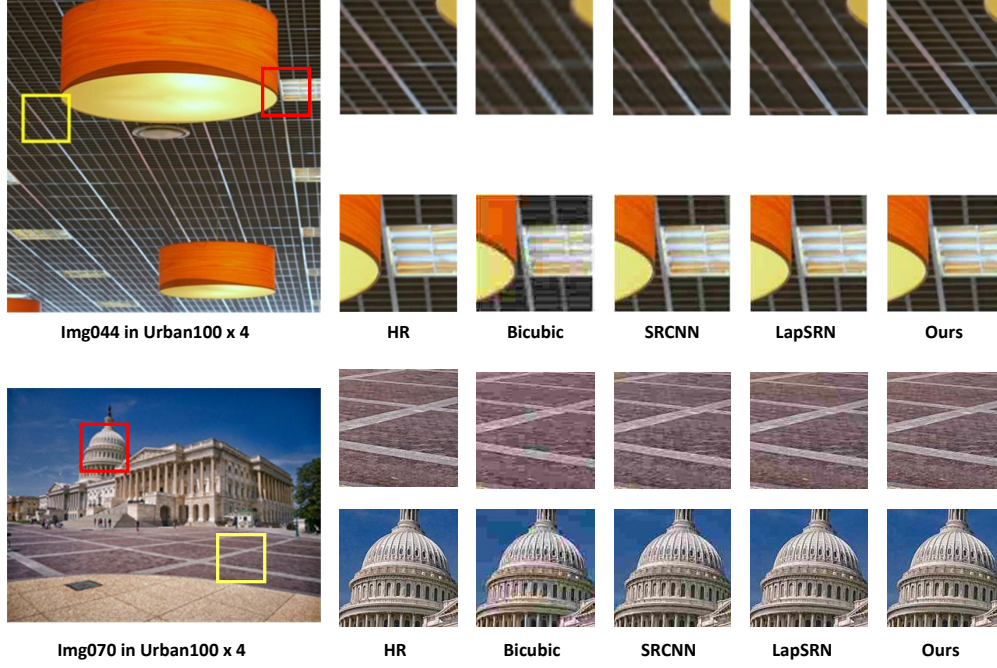 Img044 in Urban100 x 4
HR
Bicubic
SRCNN
LapSRN
Ours
Img070 in Urban100 x 4
HR
Bicubic
SRCNN
LapSRN
Ours